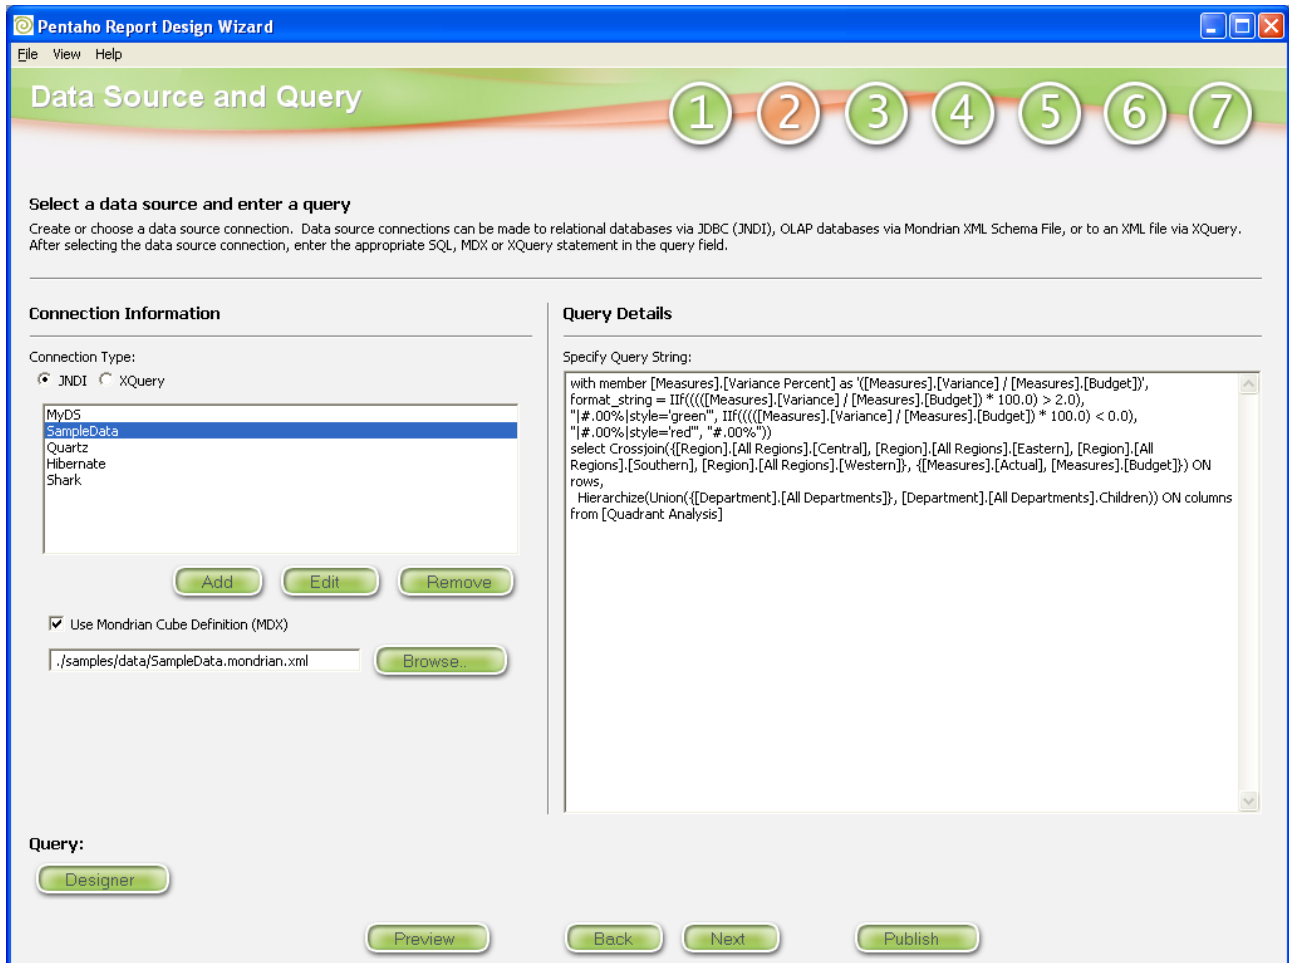 Pentaho Report Design Wizard
File View Help
Data Source and Query
1 2 3 4 5 6 7
Select a data source and enter a query
Create or choose a data source connection. Data source connections can be made to relational databases via JDBC (JNDI), OLAP databases via Mondrian XML Schema File, or to an XML file via XQuery.
After selecting the data source connection, enter the appropriate SQL, MDX or XQuery statement in the query field.
Connection Information
Connection Type:
JNDI XQuery
MyDS
SampleData
Quartz
Hibernate
Shark
Add Edit Remove
Use Mondrian Cube Definition (MDX)
./samples/data/SampleData.mondrian.xml Browse..
Query Details
Specify Query String:
with member [Measures].[Variance Percent] as '([Measures].[Variance] / [Measures].[Budget])',
format_string = IIf(((([Measures].[Variance] / [Measures].[Budget]) * 100.0) > 2.0),
"|#.00%|style='green'", IIf(((([Measures].[Variance] / [Measures].[Budget]) * 100.0) < 0.0),
"|#.00%|style='red'", "#.00%"))
select Crossjoin({[Region].[All Regions].[Central], [Region].[All Regions].[Eastern], [Region].[All
Regions].[Southern], [Region].[All Regions].[Western]}, {[Measures].[Actual], [Measures].[Budget]}) ON
rows,
Hierarchize(Union({[Department].[All Departments]}, [Department].[All Departments].Children)) ON columns
from [Quadrant Analysis]
Query:
Designer
Preview Back Next Publish